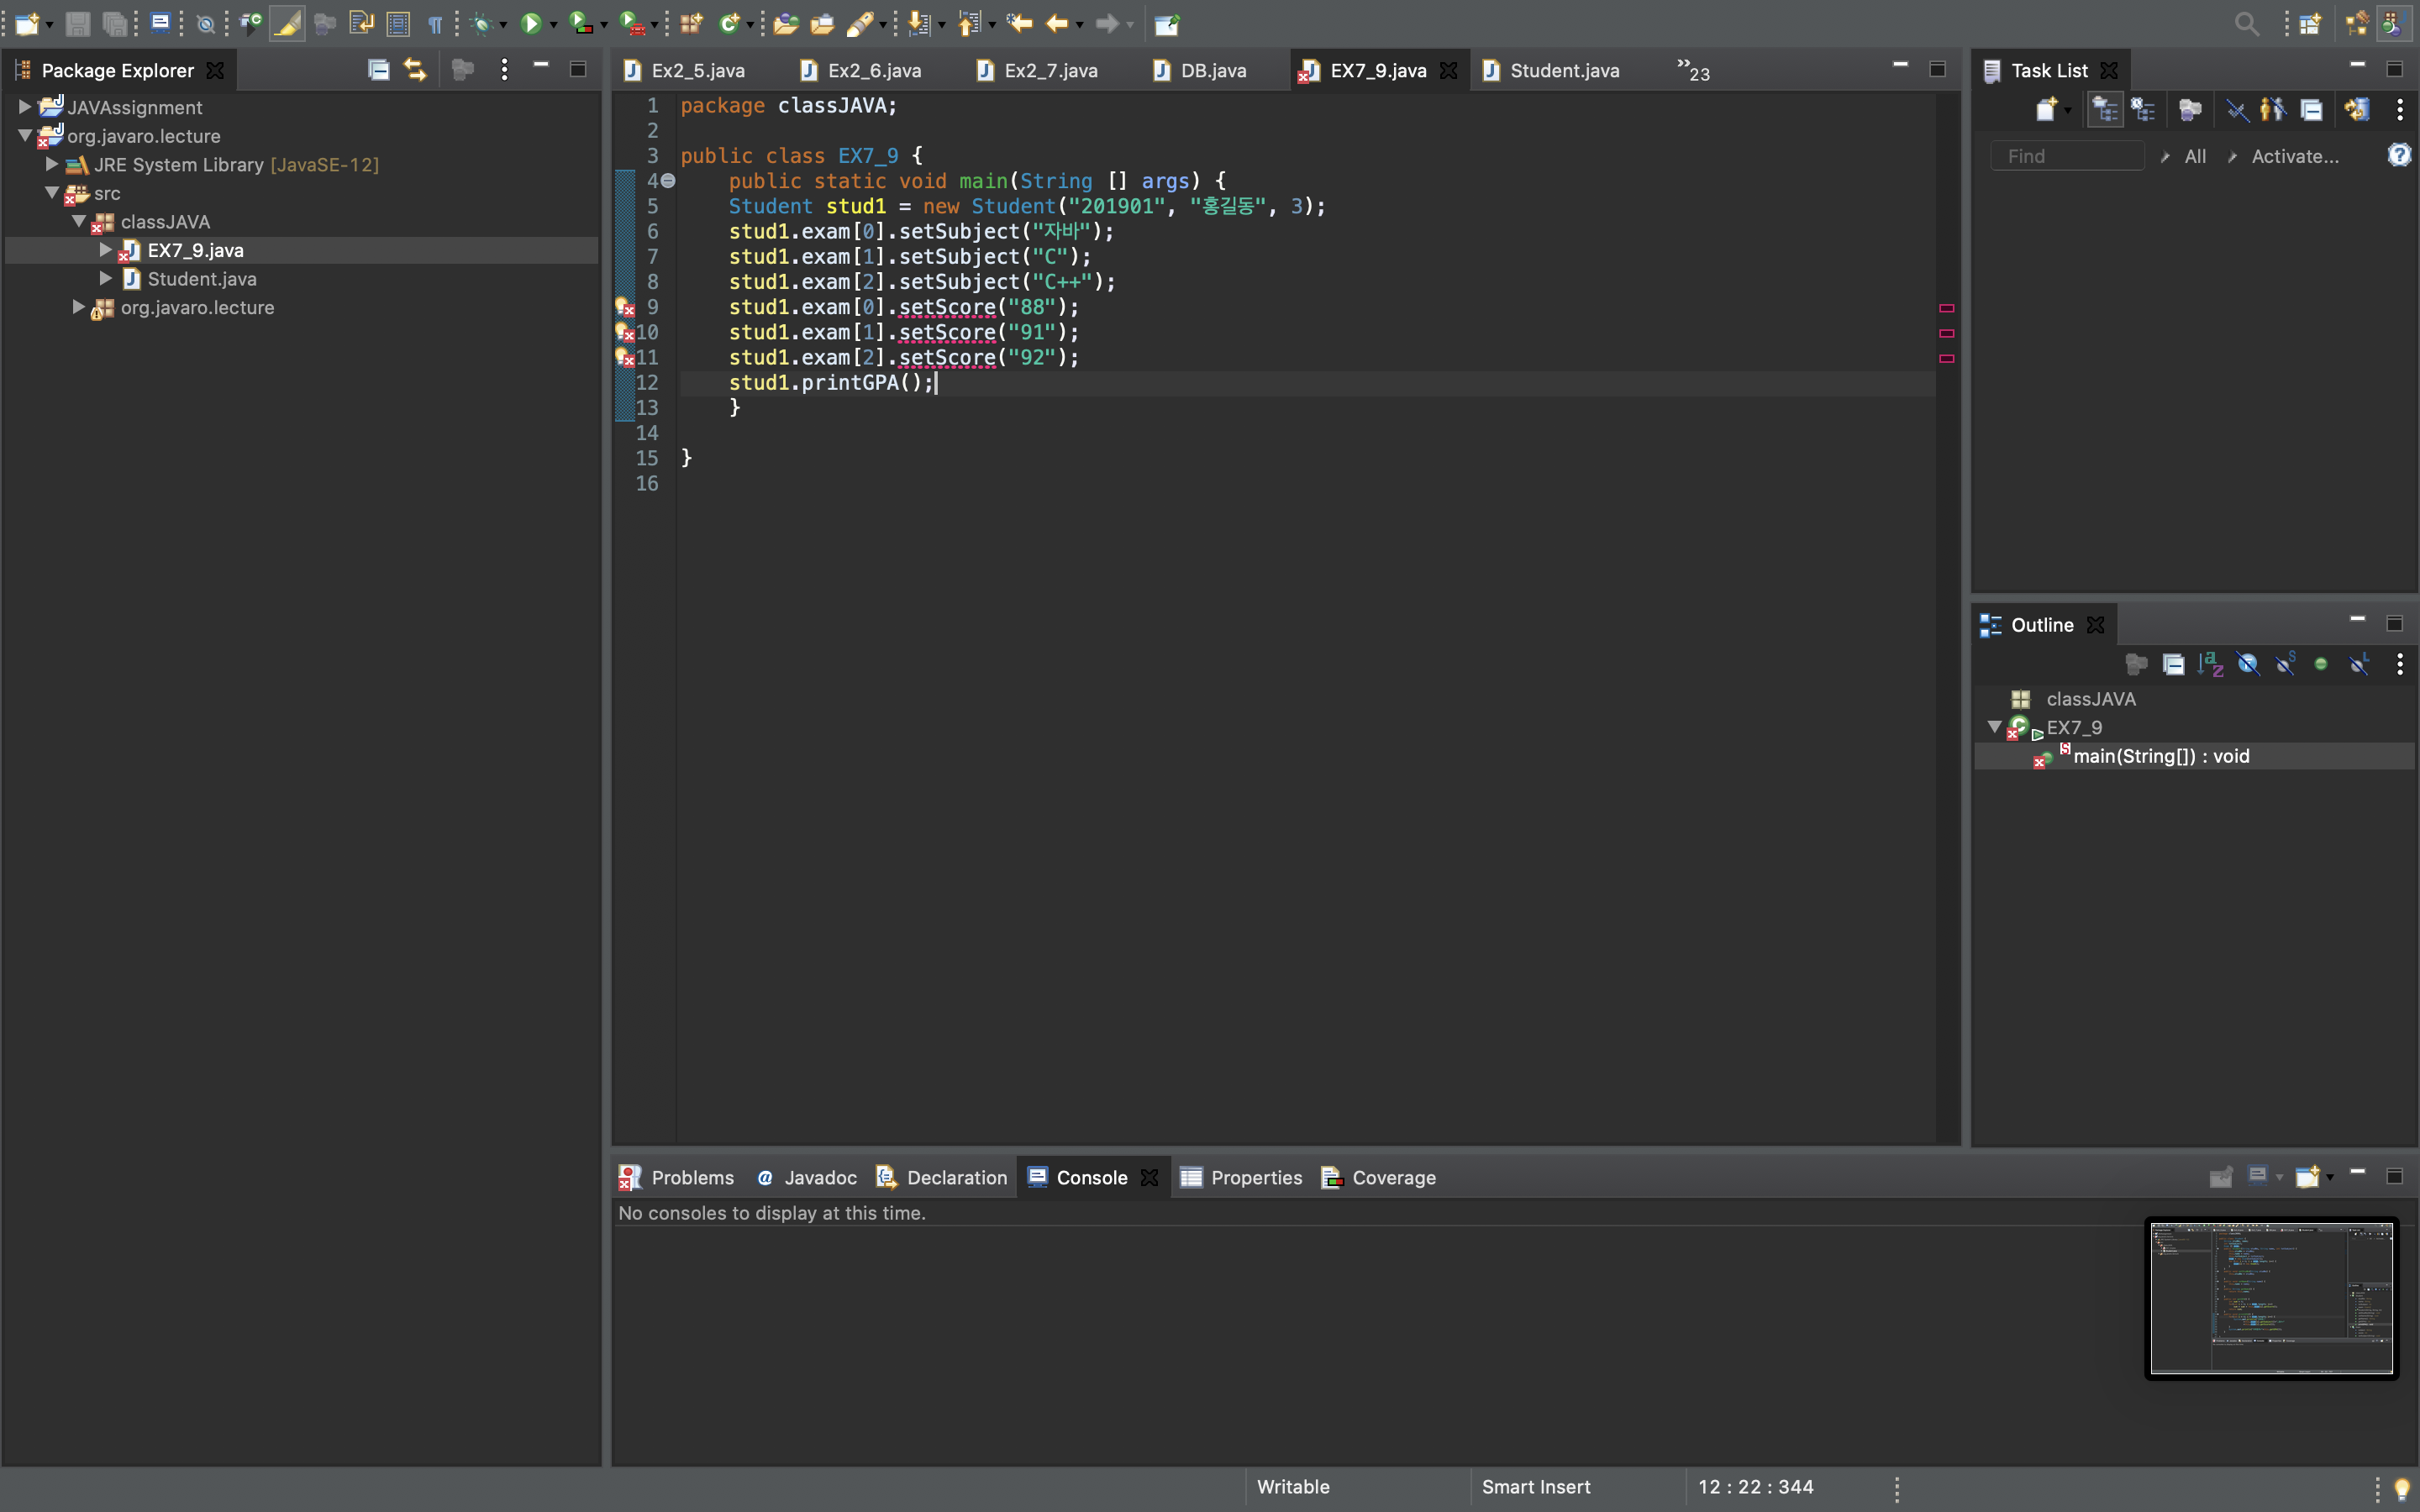 Package Explorer
JAVAssignment
org.javaro.lecture
JRE System Library [JavaSE-12]
src
classJAVA
EX7_9.java
Student.java
org.javaro.lecture
Ex2_5.java
Ex2_6.java
Ex2_7.java
DB.java
EX7_9.java
Student.java
»23
1 package classJAVA;
2
3 public class EX7_9 {
4 public static void main(String [] args) {
5 Student stud1 = new Student("201901", "홍길동", 3);
6 stud1.exam[0].setSubject("자바");
7 stud1.exam[1].setSubject("C");
8 stud1.exam[2].setSubject("C++");
9 stud1.exam[0].setScore("88");
10 stud1.exam[1].setScore("91");
11 stud1.exam[2].setScore("92");
12 stud1.printGPA();
13 }
14
15 }
16
Task List
Find
All
Activate...
Outline
classJAVA
EX7_9
main(String[]) : void
Problems
Javadoc
Declaration
Console
Properties
Coverage
No consoles to display at this time.
Writable
Smart Insert
12 : 22 : 344